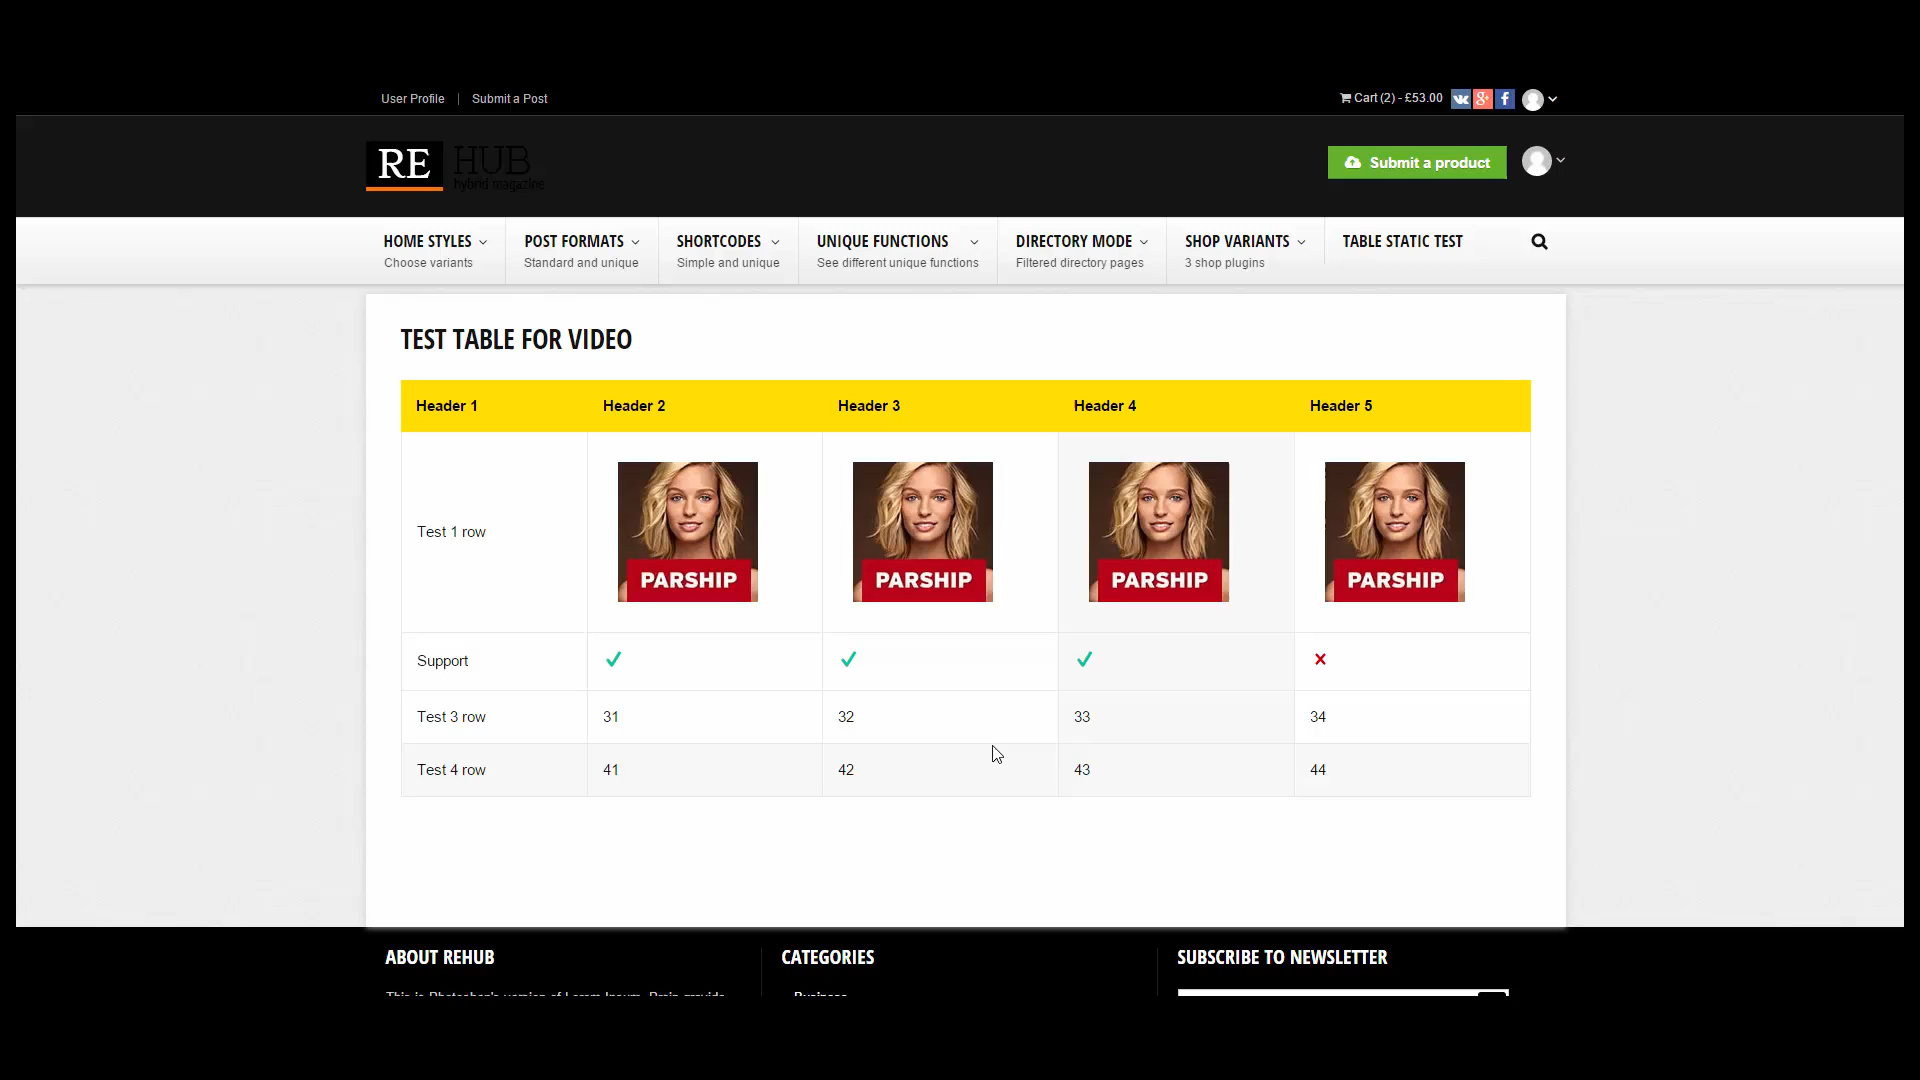 User Profile | Submit a Post
Cart (2) - £53.00
RE HUB
hybrid magazine
Submit a product
HOME STYLES
Choose variants
POST FORMATS
Standard and unique
SHORTCODES
Simple and unique
UNIQUE FUNCTIONS
See different unique functions
DIRECTORY MODE
Filtered directory pages
SHOP VARIANTS
3 shop plugins
TABLE STATIC TEST
TEST TABLE FOR VIDEO
Header 1 Header 2 Header 3 Header 4 Header 5
Test 1 row
PARSHIP PARSHIP PARSHIP PARSHIP
Support
Test 3 row 31 32 33 34
Test 4 row 41 42 43 44
ABOUT REHUB
CATEGORIES
SUBSCRIBE TO NEWSLETTER